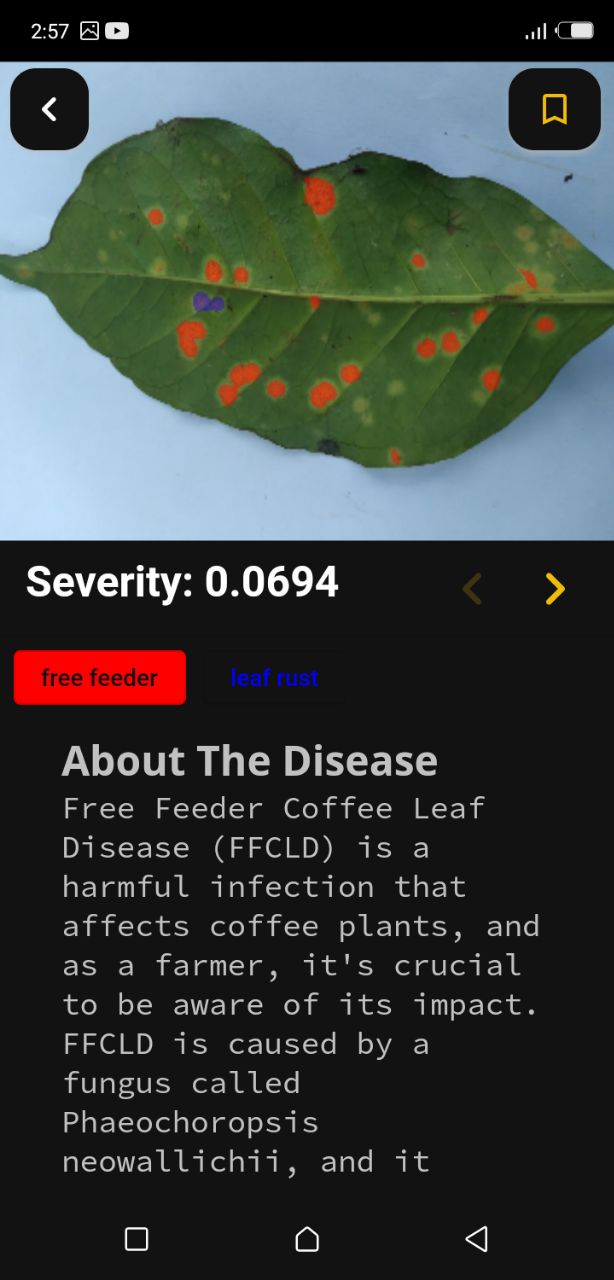 2:57
Severity: 0.0694
free feeder
leaf rust
About The Disease
Free Feeder Coffee Leaf
Disease (FFCLD) is a
harmful infection that
affects coffee plants, and
as a farmer, it's crucial
to be aware of its impact.
FFCLD is caused by a
fungus called
Phaeochoropsis
neowallichii, and it